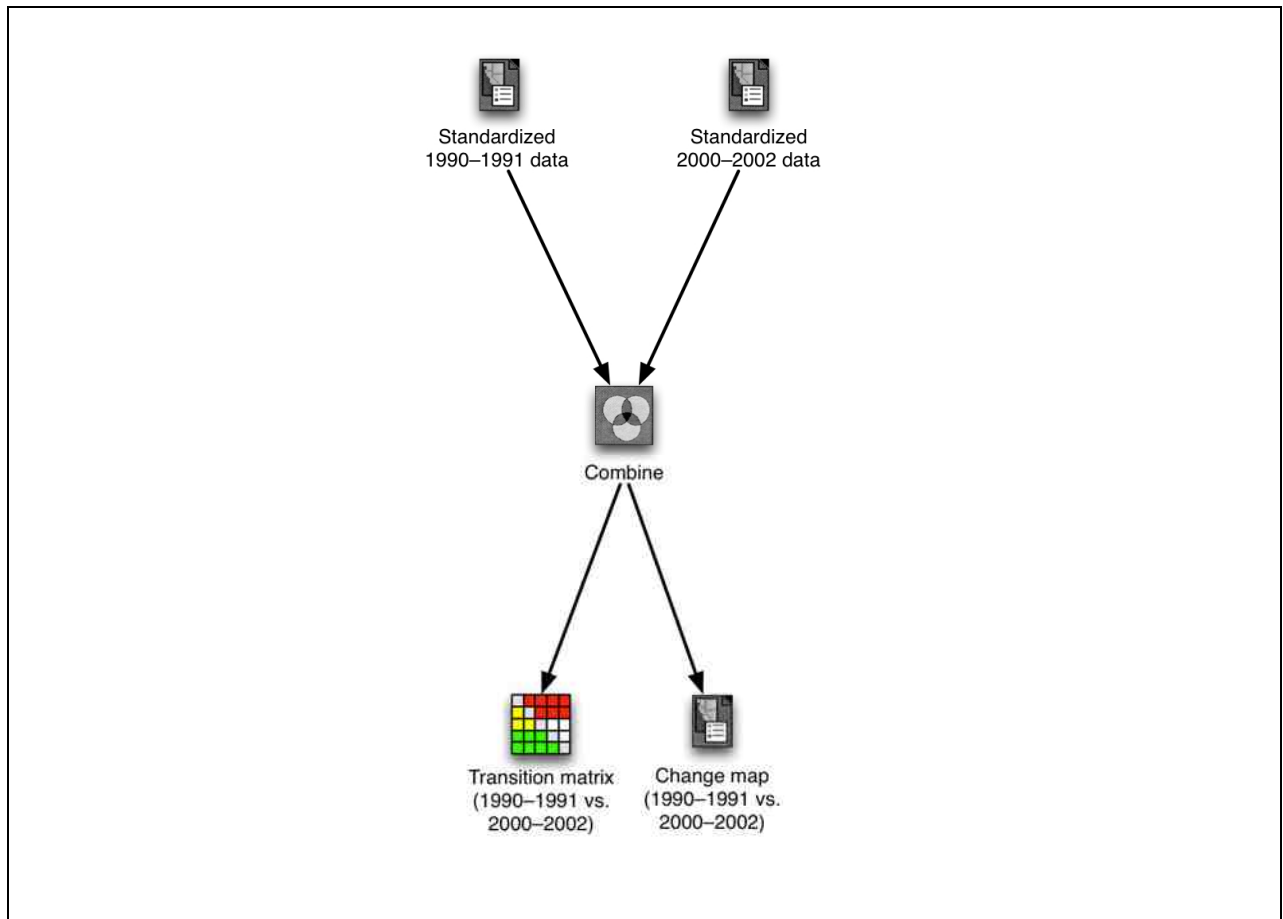 Standardized
1990–1991 data
Standardized
2000–2002 data
Combine
Transition matrix
(1990–1991 vs.
2000–2002)
Change map
(1990–1991 vs.
2000–2002)